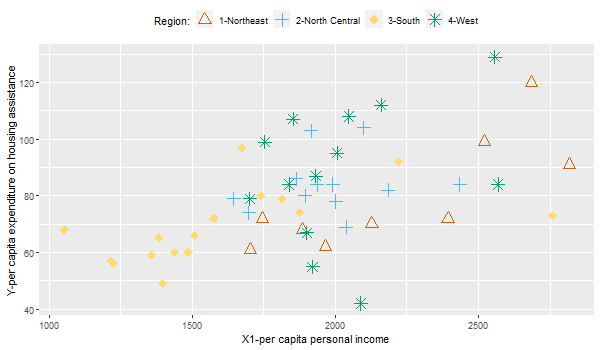 Region: 1-Northeast 2-North Central 3-South 4-West
Y-per capita expenditure on housing assistance
120
100
80
60
40
1000 1500 2000 2500
X1-per capita personal income